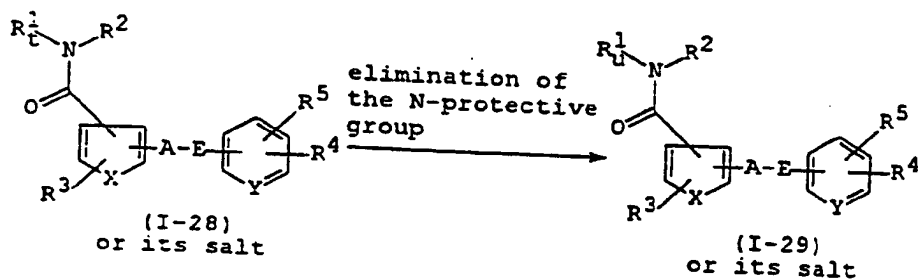 R¹ₜ R² R¹ᵤ R²
N N
elimination of
the N-protective
group
O O
R⁵ R⁵
A-E R⁴ A-E R⁴
R³ X Y R³ X Y
(I-28) (I-29)
or its salt or its salt